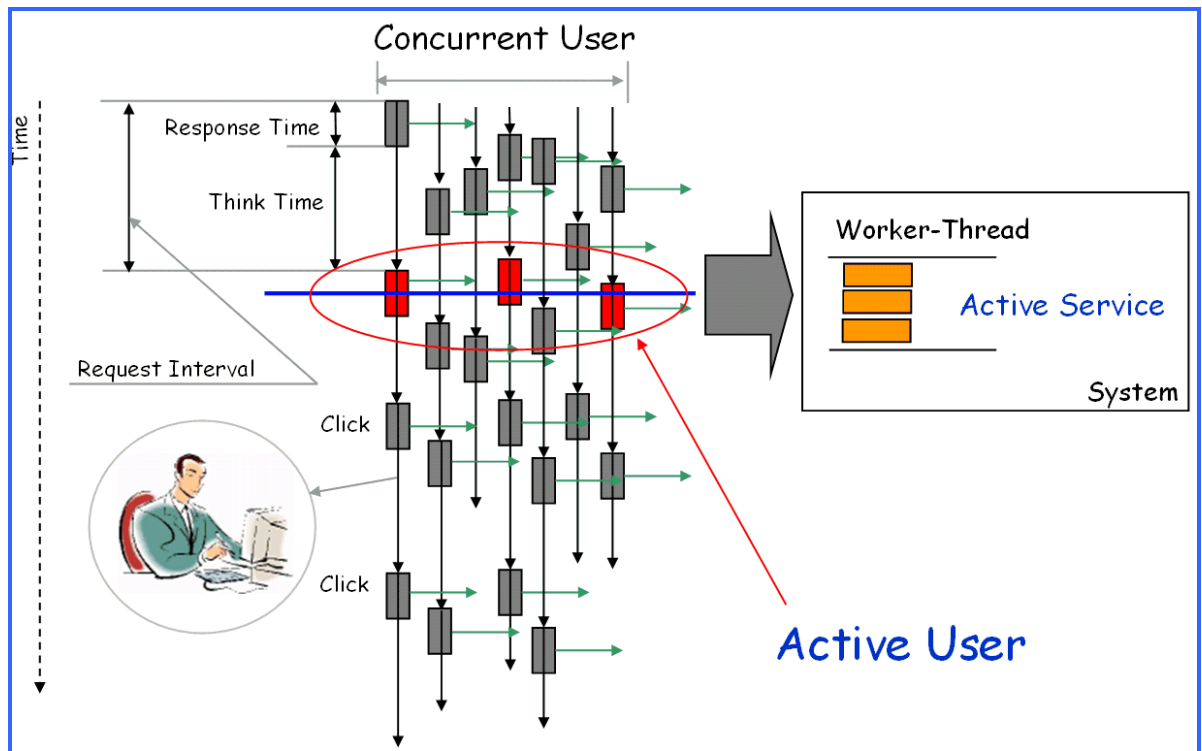 Concurrent User
Time
Response Time
Think Time
Request Interval
Click
Click
Worker-Thread
Active Service
System
Active User